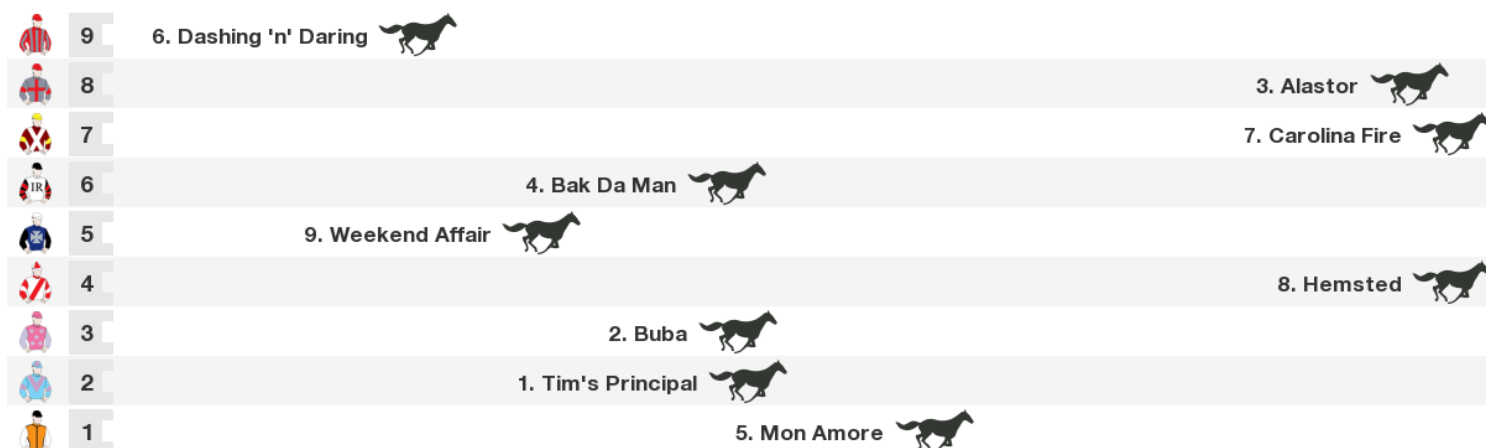 9 6. Dashing 'n' Daring
8 3. Alastor
7 7. Carolina Fire
IR 6 4. Bak Da Man
5 9. Weekend Affair
4 8. Hemsted
3 2. Buba
2 1. Tim's Principal
1 5. Mon Amore